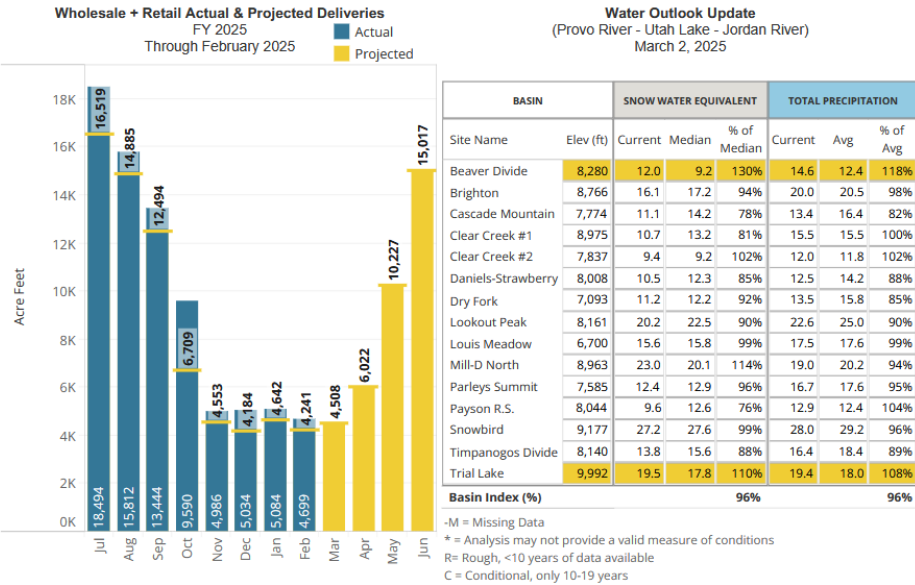 Wholesale + Retail Actual & Projected Deliveries
FY 2025
Through February 2025
Actual
Projected
Acre Feet
18K
16K
14K
12K
10K
8K
6K
4K
2K
0K
16,519
14,885
12,494
6,709
4,553
4,184
4,642
4,241
4,508
6,022
10,227
15,017
18,494
15,812
13,444
9,590
4,986
5,034
5,084
4,699
Jul
Aug
Sep
Oct
Nov
Dec
Jan
Feb
Mar
Apr
May
Jun
Water Outlook Update
(Provo River - Utah Lake - Jordan River)
March 2, 2025
BASIN SNOW WATER EQUIVALENT TOTAL PRECIPITATION
Site Name Elev (ft) Current Median % of Median Current Avg % of Avg
Beaver Divide 8,280 12.0 9.2 130% 14.6 12.4 118%
Brighton 8,766 16.1 17.2 94% 20.0 20.5 98%
Cascade Mountain 7,774 11.1 14.2 78% 13.4 16.4 82%
Clear Creek #1 8,975 10.7 13.2 81% 15.5 15.5 100%
Clear Creek #2 7,837 9.4 9.2 102% 12.0 11.8 102%
Daniels-Strawberry 8,008 10.5 12.3 85% 12.5 14.2 88%
Dry Fork 7,093 11.2 12.2 92% 13.5 15.8 85%
Lookout Peak 8,161 20.2 22.5 90% 22.6 25.0 90%
Louis Meadow 6,700 15.6 15.8 99% 17.5 17.6 99%
Mill-D North 8,963 23.0 20.1 114% 19.0 20.2 94%
Parleys Summit 7,585 12.4 12.9 96% 16.7 17.6 95%
Payson R.S. 8,044 9.6 12.6 76% 12.9 12.4 104%
Snowbird 9,177 27.2 27.6 99% 28.0 29.2 96%
Timpanogos Divide 8,140 13.8 15.6 88% 16.4 18.4 89%
Trial Lake 9,992 19.5 17.8 110% 19.4 18.0 108%
Basin Index (%) 96% 96%
-M = Missing Data
* = Analysis may not provide a valid measure of conditions
R= Rough, <10 years of data available
C = Conditional, only 10-19 years